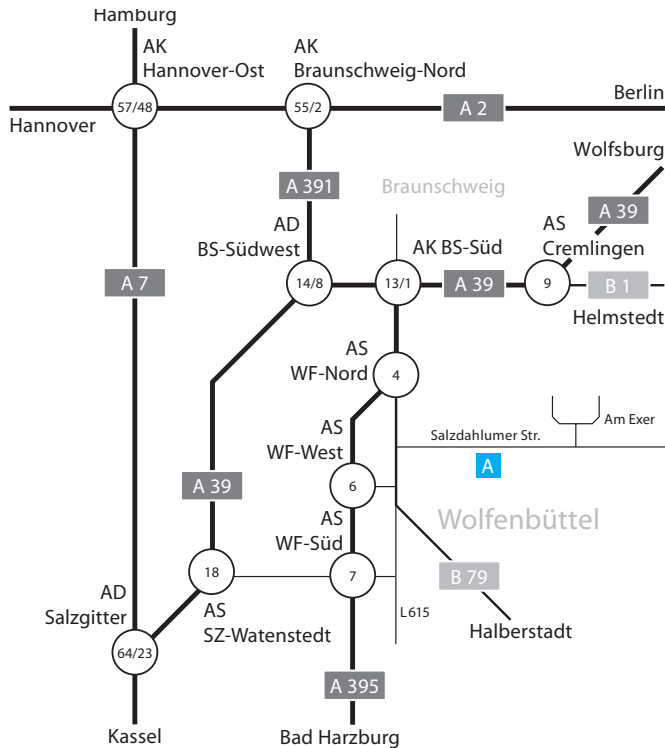 Hamburg
AK
Hannover-Ost
AK
Braunschweig-Nord
57/48
55/2
A 2
Berlin
Hannover
Wolfsburg
A 391
Braunschweig
A 39
AD
BS-Südwest
AK BS-Süd
AS
Cremlingen
A 7
14/8
13/1
A 39
9
B 1
Helmstedt
AS
WF-Nord
4
AS
WF-West
Salzdahlumer Str.
Am Exer
A
A 39
6
AS
WF-Süd
Wolfenbüttel
18
7
B 79
AD
Salzgitter
AS
SZ-Watenstedt
L615
Halberstadt
64/23
A 395
Kassel
Bad Harzburg